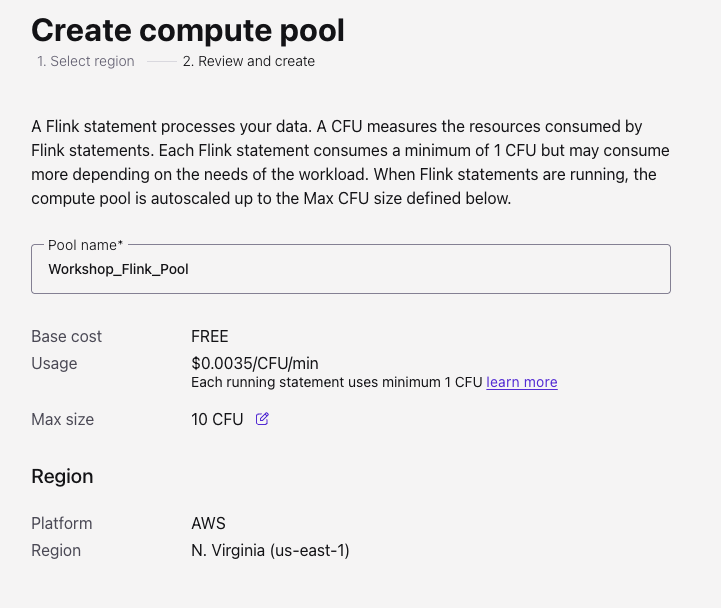 Create compute pool
1. Select region 2. Review and create
A Flink statement processes your data. A CFU measures the resources consumed by
Flink statements. Each Flink statement consumes a minimum of 1 CFU but may consume
more depending on the needs of the workload. When Flink statements are running, the
compute pool is autoscaled up to the Max CFU size defined below.
Pool name*
Workshop_Flink_Pool
Base cost FREE
Usage $0.0035/CFU/min
Each running statement uses minimum 1 CFU learn more
Max size 10 CFU
Region
Platform AWS
Region N. Virginia (us-east-1)